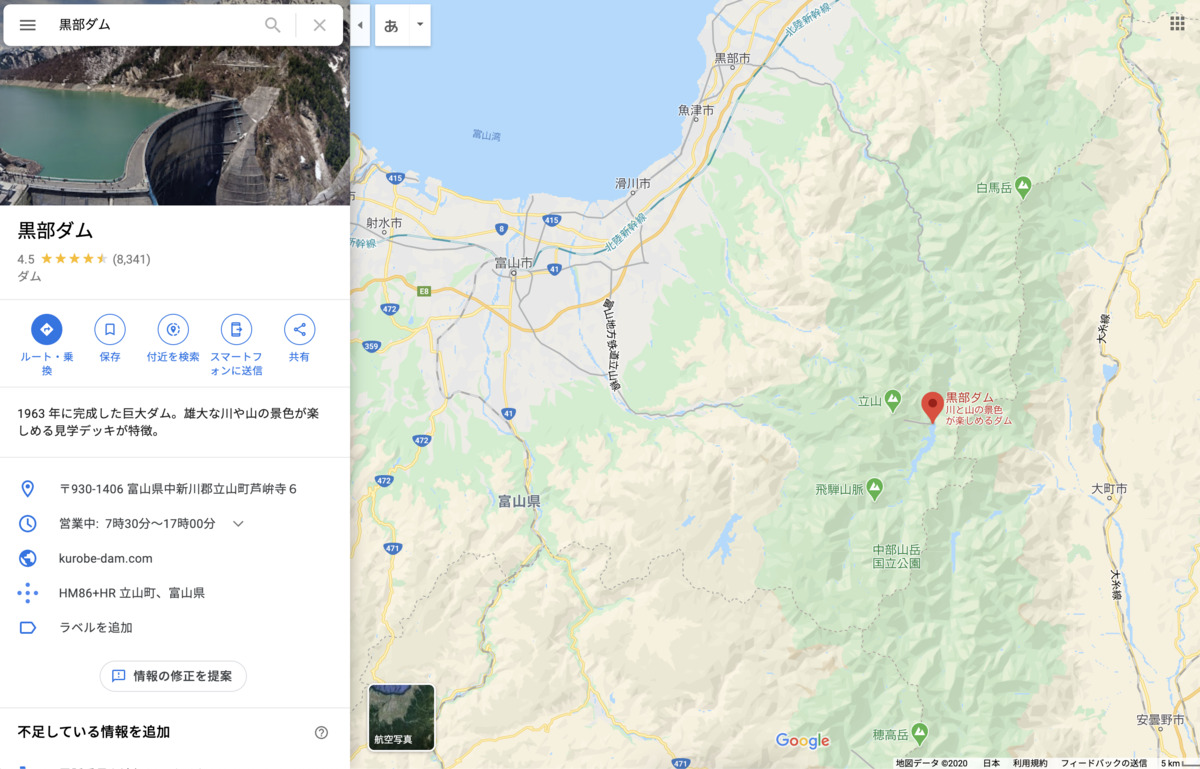 黒部ダム
黒部ダム
4.5
(8,341)
ダム
ルート・乗
換
保存
付近を検索
スマートフ
ォンに送信
共有
1963 年に完成した巨大ダム。雄大な川や山の景色が楽
しめる見学デッキが特徴。
〒930-1406 富山県中新川郡立山町芦峅寺６
営業中: 7時30分～17時00分
kurobe-dam.com
HM86+HR 立山町、富山県
ラベルを追加
情報の修正を提案
不足している情報を追加
あ
北陸新幹線
黒部市
魚津市
富山湾
415
滑川市
白馬岳
射水市
8
415
北陸新幹線
新幹線
富山市
41
E8
472
富山地方鉄道立山線
359
大糸線
立山
黒部ダム
川と山の景色
が楽しめるダム
41
472
472
飛騨山脈
大町市
富山県
471
中部山岳
国立公園
大糸線
航空写真
安曇野市
穂高岳
Google
471
地図データ ©2020
日本
利用規約
フィードバックの送信
5 km